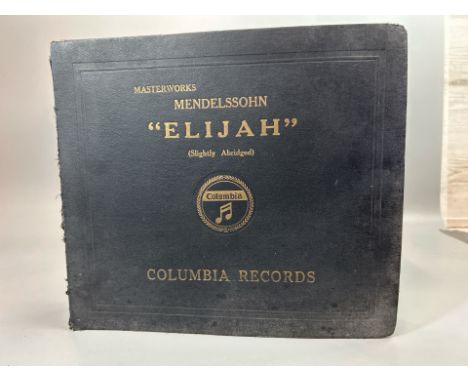 MASTERWORKS
MENDELSSOHN
"ELIJAH"
(Slightly Abridged)
Columbia
COLUMBIA RECORDS